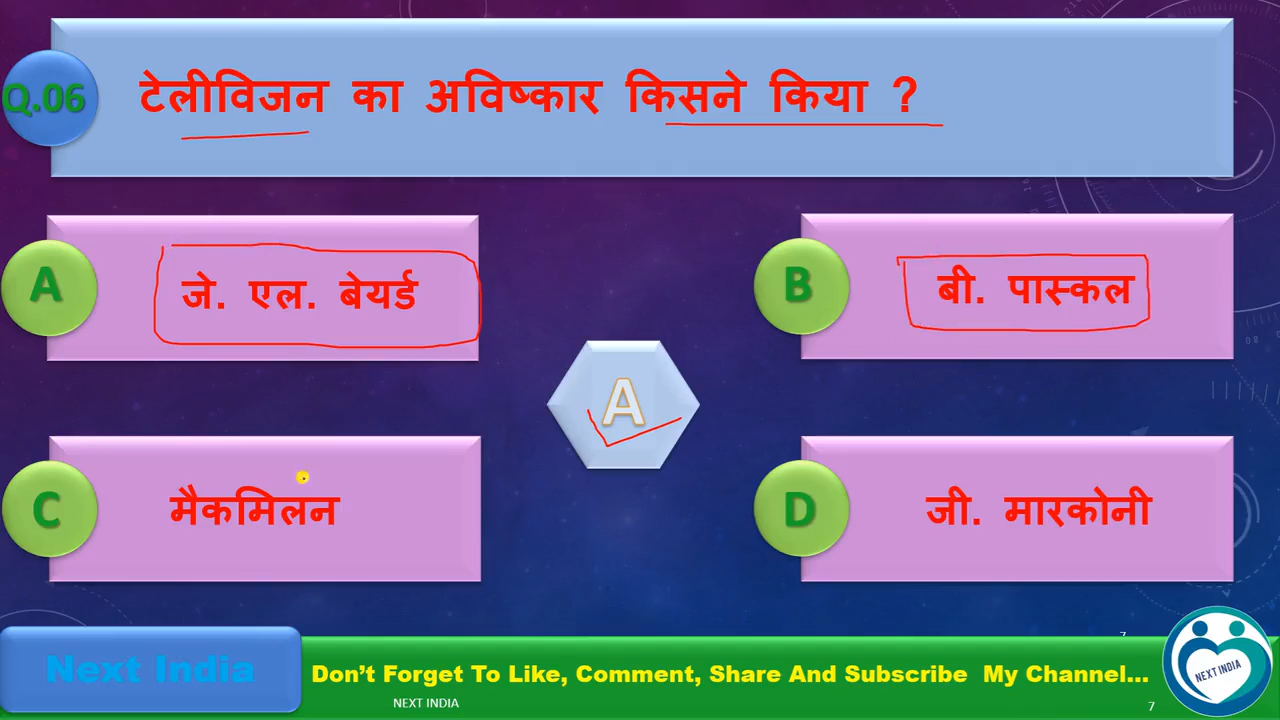 Q.06
टेलीविजन का अविष्कार किसने किया ?
A
जे. एल. बेयर्ड
B
बी. पास्कल
A
C
मैकमिलन
D
जी. मारकोनी
Next India
Don't Forget To Like, Comment, Share And Subscribe My Channel...
NEXT INDIA
7
7
NEXT INDIA